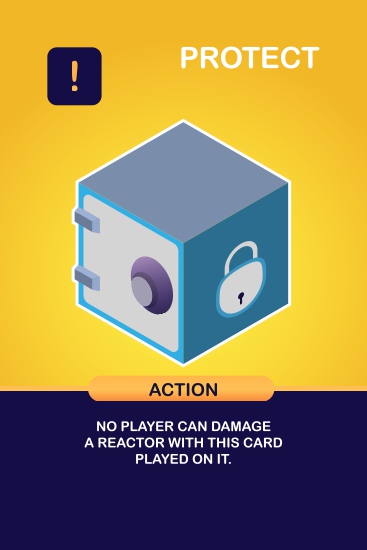 !
PROTECT
ACTION
NO PLAYER CAN DAMAGE
A REACTOR WITH THIS CARD
PLAYED ON IT.